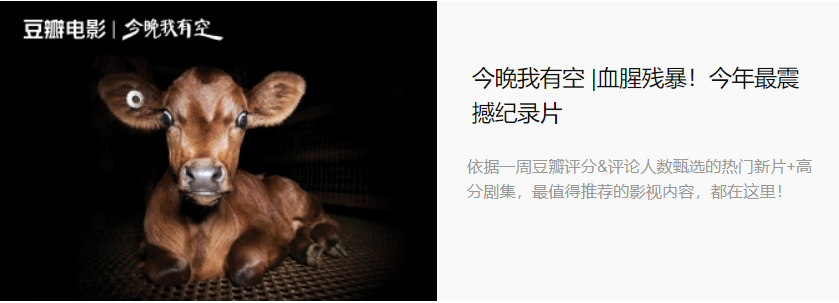 豆瓣电影 | 今晚我有空
今晚我有空 |血腥残暴！今年最震
撼纪录片
依据一周豆瓣评分&评论人数甄选的热门新片+高
分剧集，最值得推荐的影视内容，都在这里！